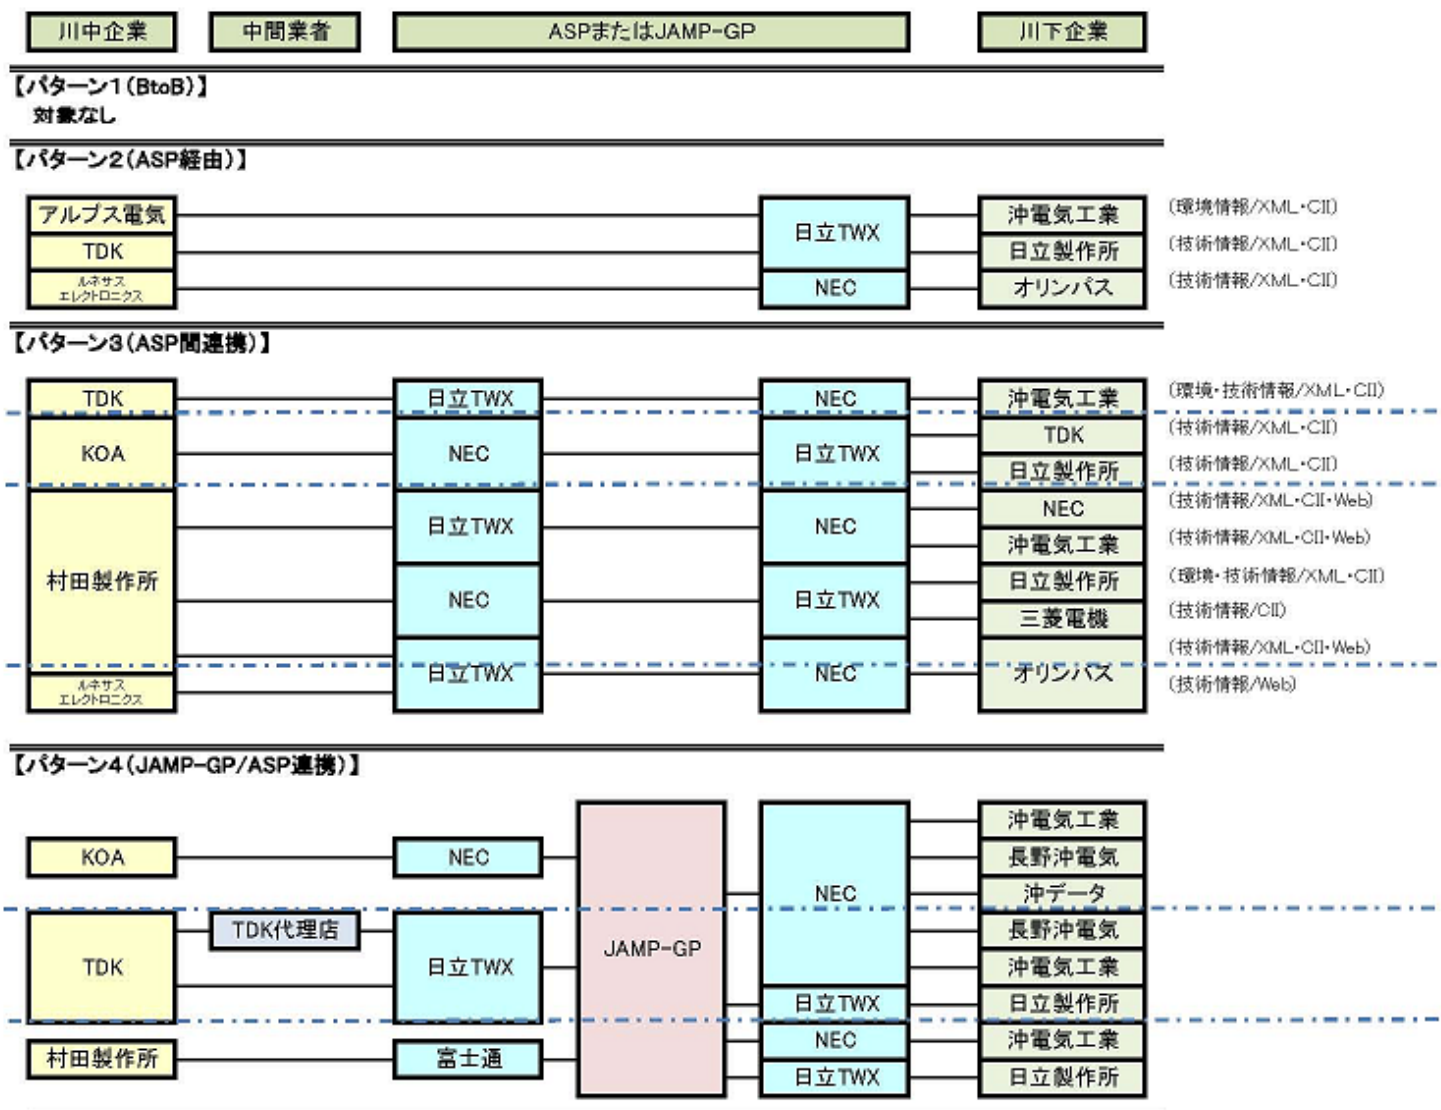 川中企業 中間業者 ASPまたはJAMP-GP 川下企業
【パターン1(BtoB)】
対象なし
【パターン2(ASP経由)】
アルプス電気 日立TWX 沖電気工業 (環境情報/XML・CII)
TDK 日立製作所 (技術情報/XML・CII)
ルネサス
エレクトロニクス NEC オリンパス (技術情報/XML・CII)
【パターン3(ASP間連携)】
TDK 日立TWX NEC 沖電気工業 (環境・技術情報/XML・CII)
KOA NEC 日立TWX TDK (技術情報/XML・CII)
日立製作所 (技術情報/XML・CII)
村田製作所 日立TWX NEC NEC (技術情報/XML・CII・Web)
沖電気工業 (技術情報/XML・CII・Web)
NEC 日立TWX 日立製作所 (環境・技術情報/XML・CII)
三菱電機 (技術情報/CII)
日立TWX NEC オリンパス (技術情報/XML・CII・Web)
ルネサス
エレクトロニクス (技術情報/Web)
【パターン4(JAMP-GP/ASP連携)】
沖電気工業
KOA NEC 長野沖電気
NEC 沖データ
TDK代理店 長野沖電気
JAMP-GP
TDK 日立TWX 沖電気工業
日立TWX 日立製作所
NEC 沖電気工業
村田製作所 富士通
日立TWX 日立製作所